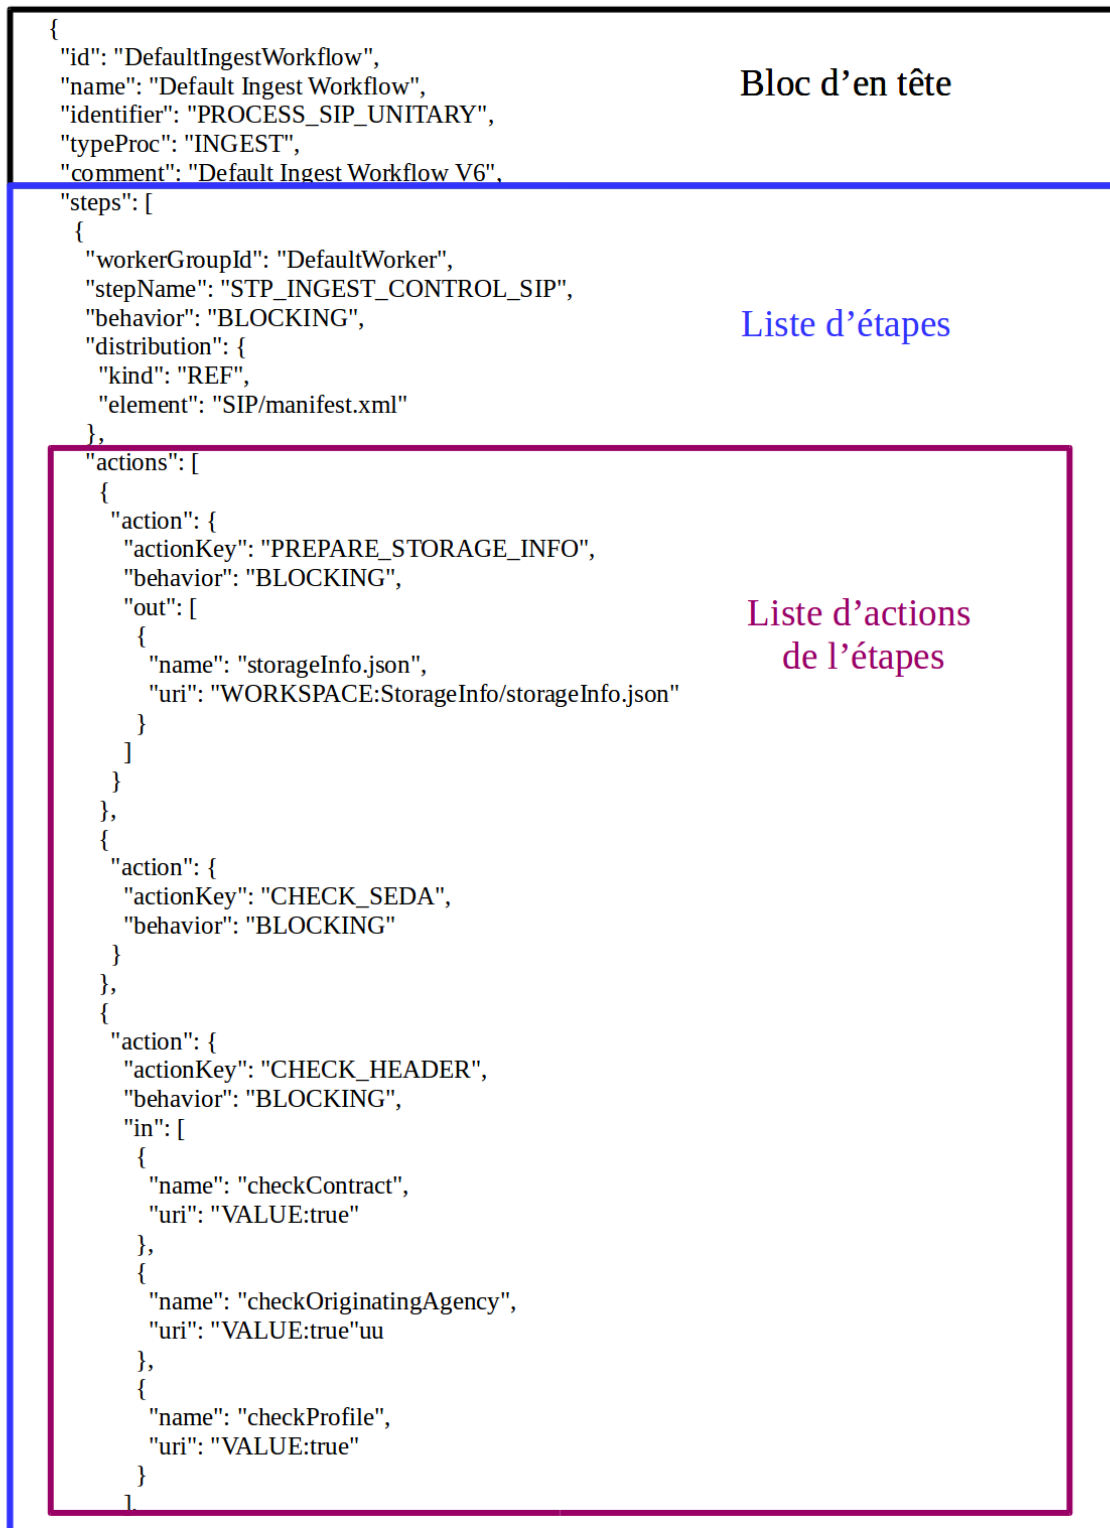 {
"id": "DefaultIngestWorkflow",
"name": "Default Ingest Workflow",
Bloc d’en tête
"identifier": "PROCESS_SIP_UNITARY",
"typeProc": "INGEST",
"comment": "Default Ingest Workflow V6",
"steps": [
{
"workerGroupId": "DefaultWorker",
"stepName": "STP_INGEST_CONTROL_SIP",
"behavior": "BLOCKING",
Liste d’étapes
"distribution": {
"kind": "REF",
"element": "SIP/manifest.xml"
},
"actions": [
{
"action": {
"actionKey": "PREPARE_STORAGE_INFO",
"behavior": "BLOCKING",
"out": [
Liste d’actions
de l’étapes
{
"name": "storageInfo.json",
"uri": "WORKSPACE:StorageInfo/storageInfo.json"
}
]
}
},
{
"action": {
"actionKey": "CHECK_SEDA",
"behavior": "BLOCKING"
}
},
{
"action": {
"actionKey": "CHECK_HEADER",
"behavior": "BLOCKING",
"in": [
{
"name": "checkContract",
"uri": "VALUE:true"
},
{
"name": "checkOriginatingAgency",
"uri": "VALUE:true"uu
},
{
"name": "checkProfile",
"uri": "VALUE:true"
}
],